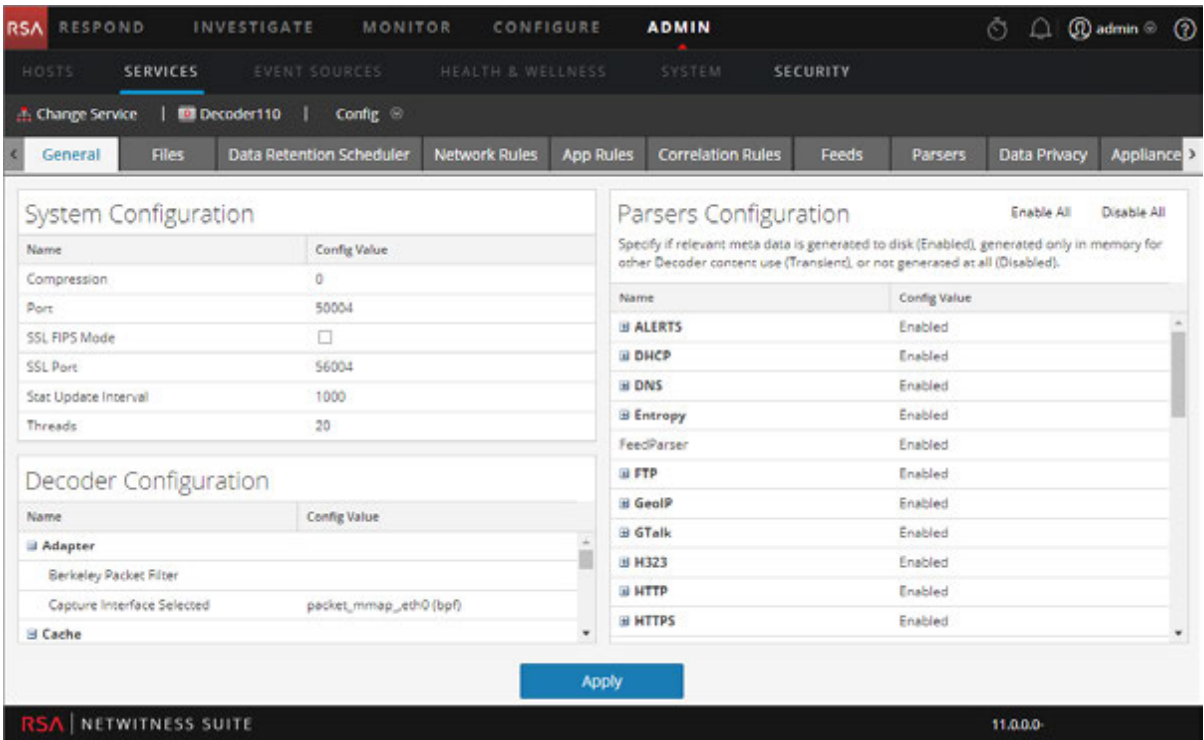 RSA RESPOND INVESTIGATE MONITOR CONFIGURE ADMIN admin
HOSTS SERVICES EVENT SOURCES HEALTH & WELLNESS SYSTEM SECURITY
Change Service | Decoder110 | Config
General Files Data Retention Scheduler Network Rules App Rules Correlation Rules Feeds Parsers Data Privacy Appliance
System Configuration
Name Config Value
Compression 0
Port 50004
SSL FIPS Mode
SSL Port 56004
Stat Update Interval 1000
Threads 20
Decoder Configuration
Name Config Value
Adapter
Berkeley Packet Filter
Capture Interface Selected packet_mmap_,eth0 (bpf)
Cache
Parsers Configuration Enable All Disable All
Specify if relevant meta data is generated to disk (Enabled), generated only in memory for
other Decoder content use (Transient), or not generated at all (Disabled).
Name Config Value
ALERTS Enabled
DHCP Enabled
DNS Enabled
Entropy Enabled
FeedParser Enabled
FTP Enabled
GeoIP Enabled
GTalk Enabled
H323 Enabled
HTTP Enabled
HTTPS Enabled
Apply
RSA | NETWITNESS SUITE 11.0.0.0-